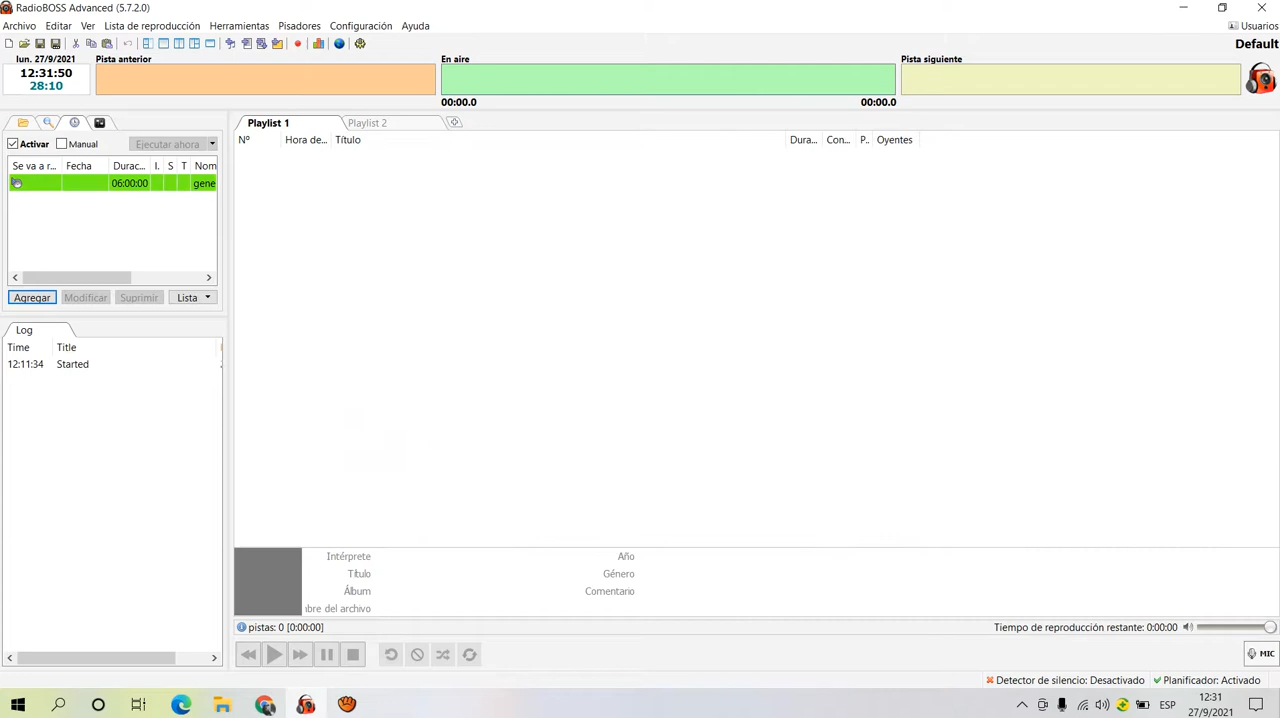 RadioBOSS Advanced (5.7.2.0)
Archivo Editar Ver Lista de reproducción Herramientas Pisadores Configuración Ayuda Usuarios
Default
lun. 27/9/2021 Pista anterior En aire Pista siguiente
12:31:50
28:10
00:00.0 00:00.0
Playlist 1 Playlist 2
Activar Manual Ejecutar ahora
Nº Hora de... Título Dura... Con... P.. Oyentes
Se va a r... Fecha Durac... I. S T Nom
06:00:00 gene
Agregar Modificar Suprimir Lista
Log
Time Title
12:11:34 Started
Intérprete Año
Título Género
Álbum Comentario
bre del archivo
pistas: 0 [0:00:00] Tiempo de reproducción restante: 0:00:00
MIC
Detector de silencio: Desactivado Planificador: Activado
ESP 12:31
27/9/2021